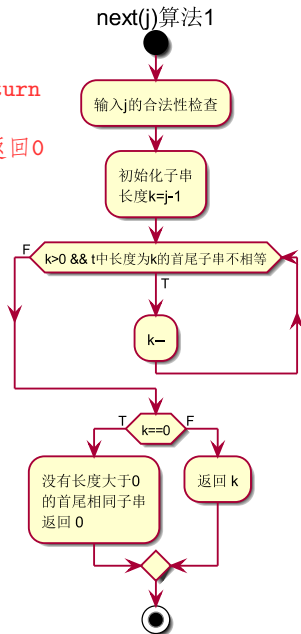 next(j)算法1
urn
输入j的合法性检查
返回0
初始化子串
长度k=j-1
F
k>0 && t中长度为k的首尾子串不相等
T
k--
T
k==0
F
没有长度大于0
的首尾相同子串
返回 0
返回 k